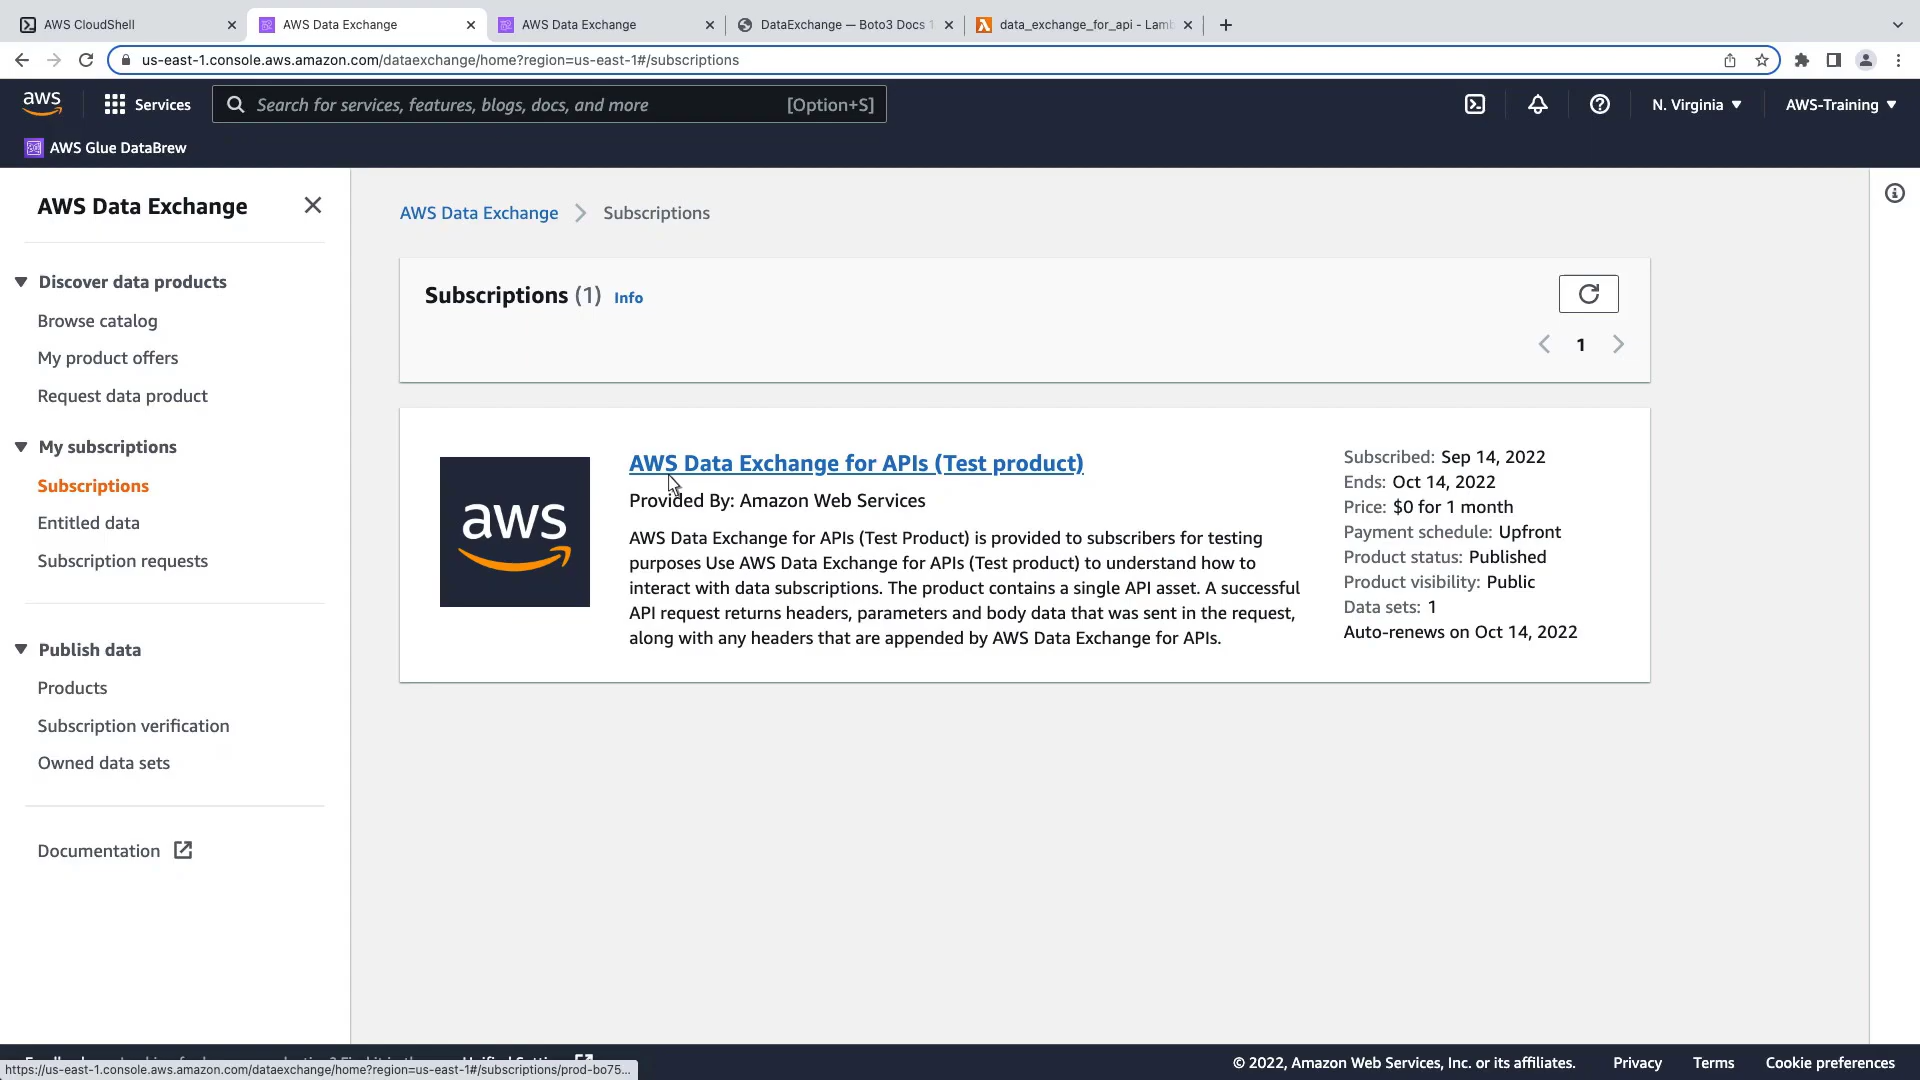 AWS CloudShell
AWS Data Exchange
AWS Data Exchange
DataExchange — Boto3 Docs 1
data_exchange_for_api - Lamb
us-east-1.console.aws.amazon.com/dataexchange/home?region=us-east-1#/subscriptions
aws
Services
Search for services, features, blogs, docs, and more
[Option+S]
N. Virginia
AWS-Training
AWS Glue DataBrew
AWS Data Exchange
Discover data products
Browse catalog
My product offers
Request data product
My subscriptions
Subscriptions
Entitled data
Subscription requests
Publish data
Products
Subscription verification
Owned data sets
Documentation
AWS Data Exchange
Subscriptions
Subscriptions (1) Info
1
aws
AWS Data Exchange for APIs (Test product)
Provided By: Amazon Web Services
AWS Data Exchange for APIs (Test Product) is provided to subscribers for testing
purposes Use AWS Data Exchange for APIs (Test product) to understand how to
interact with data subscriptions. The product contains a single API asset. A successful
API request returns headers, parameters and body data that was sent in the request,
along with any headers that are appended by AWS Data Exchange for APIs.
Subscribed: Sep 14, 2022
Ends: Oct 14, 2022
Price: $0 for 1 month
Payment schedule: Upfront
Product status: Published
Product visibility: Public
Data sets: 1
Auto-renews on Oct 14, 2022
https://us-east-1.console.aws.amazon.com/dataexchange/home?region=us-east-1#/subscriptions/prod-bo75...
© 2022, Amazon Web Services, Inc. or its affiliates.
Privacy
Terms
Cookie preferences